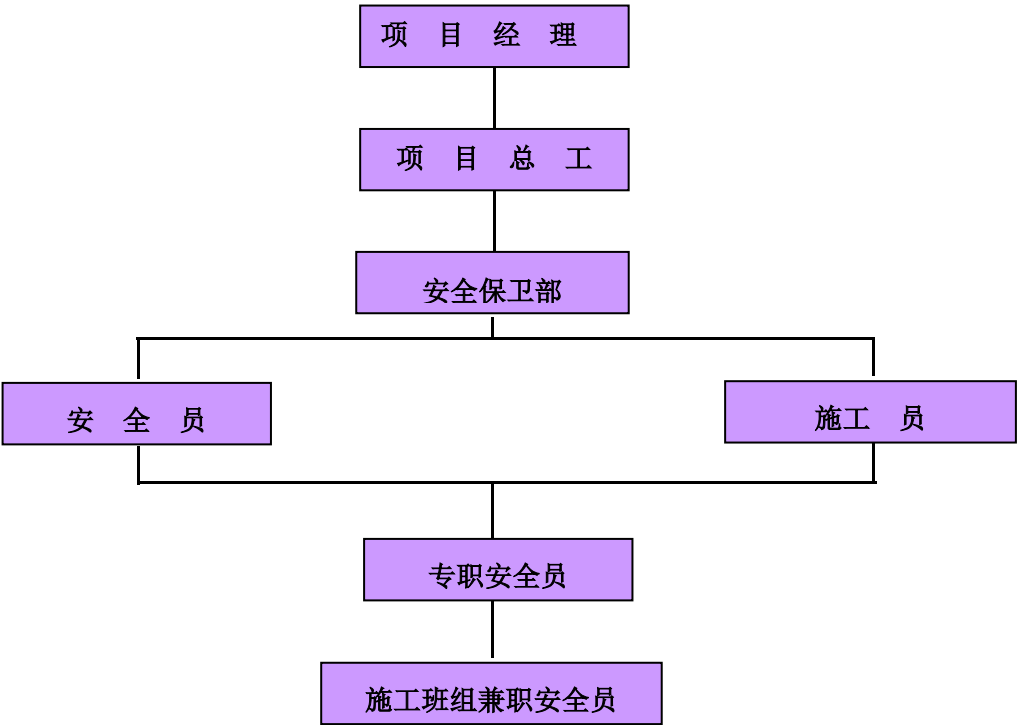 项 目 经 理
项 目 总 工
安全保卫部
安 全 员
施工 员
专职安全员
施工班组兼职安全员